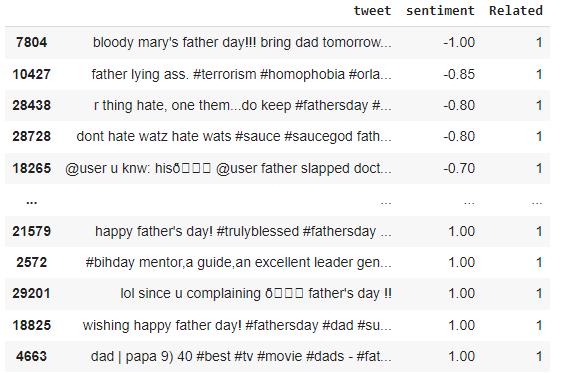 tweet sentiment Related
7804 bloody mary's father day!!! bring dad tomorrow... -1.00 1
10427 father lying ass. #terrorism #homophobia #orla... -0.85 1
28438 r thing hate, one them...do keep #fathersday #... -0.80 1
28728 dont hate watz hate wats #sauce #saucegod fath... -0.80 1
18265 @user u knw: hisð□□□ @user father slapped doct... -0.70 1
... ... ... ...
21579 happy father's day! #trulyblessed #fathersday ... 1.00 1
2572 #bihday mentor,a guide,an excellent leader gen... 1.00 1
29201 lol since u complaining ð□□□ father's day !! 1.00 1
18825 wishing happy father day! #fathersday #dad #su... 1.00 1
4663 dad | papa 9) 40 #best #tv #movie #dads - #fat... 1.00 1